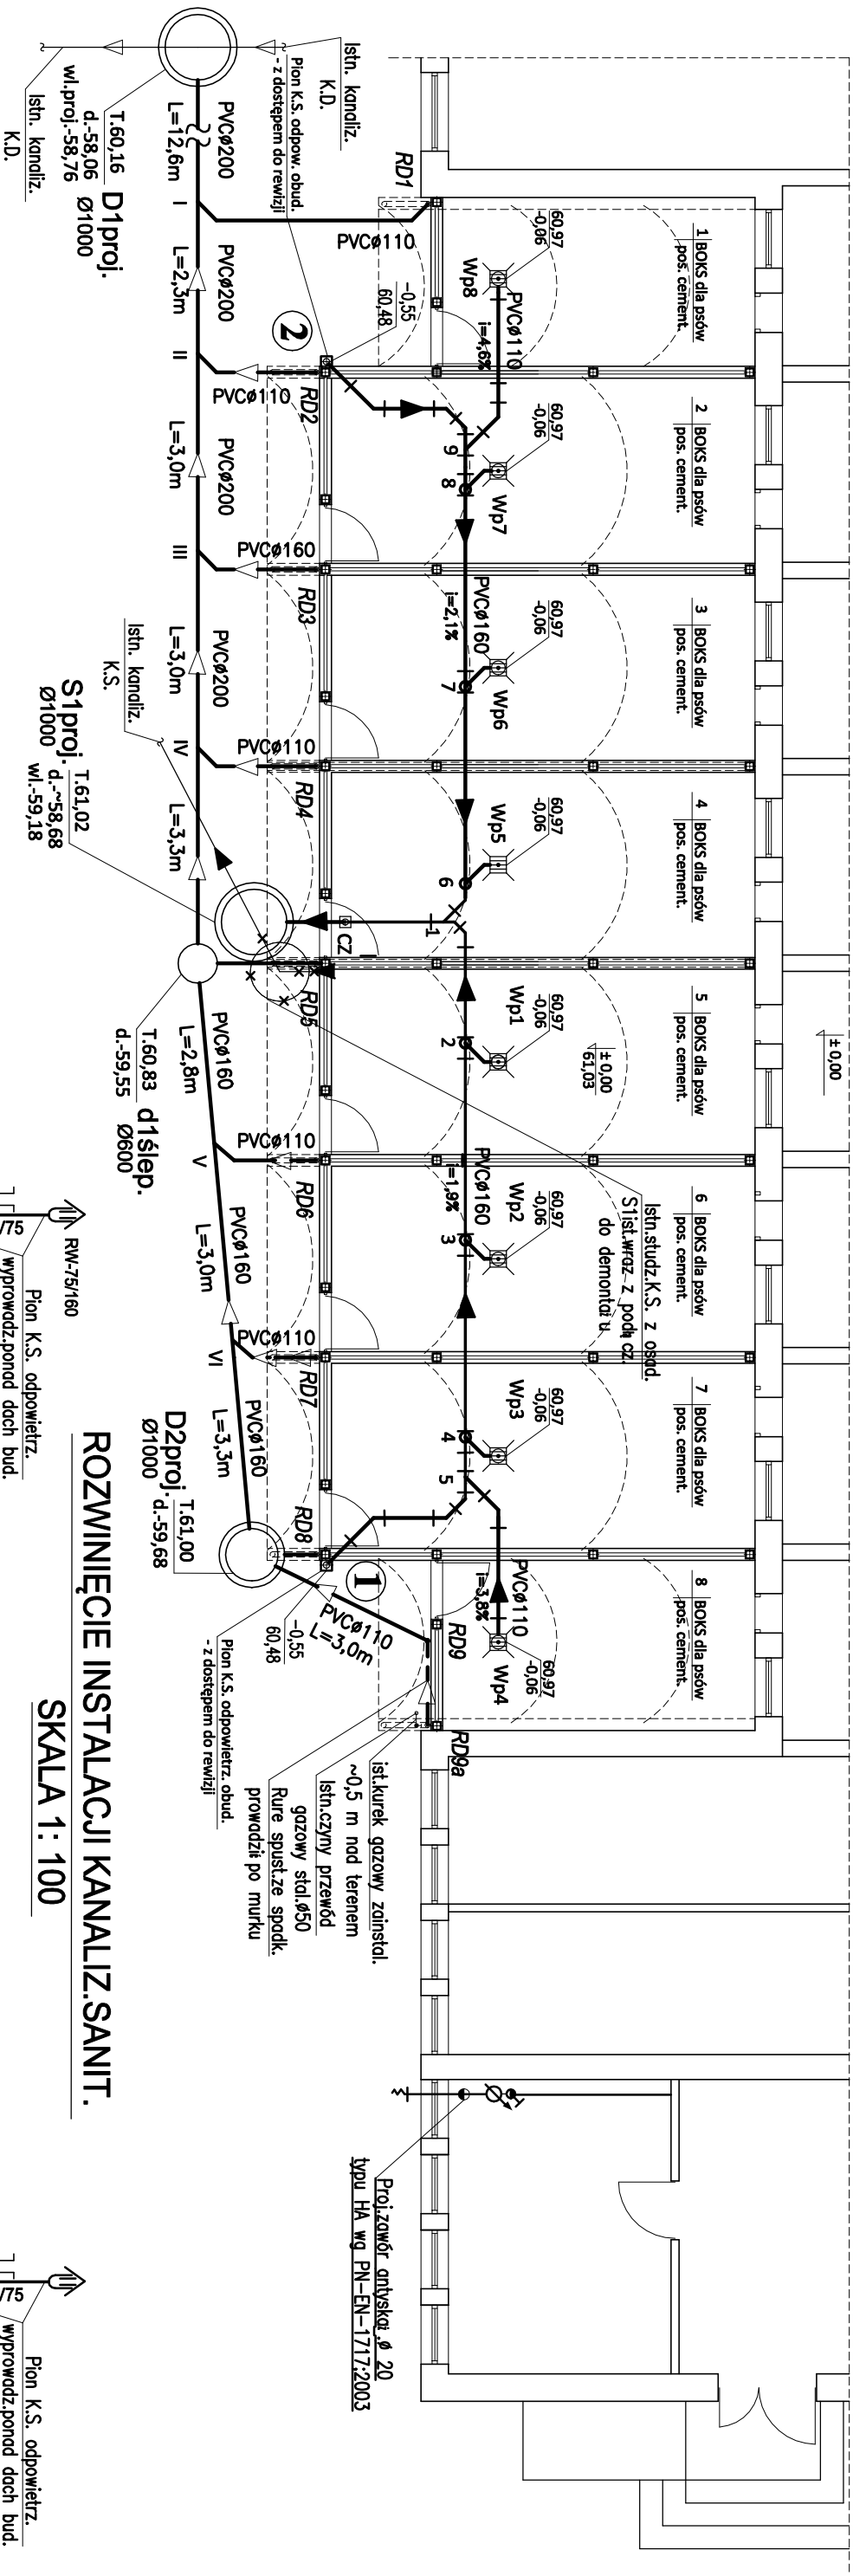 ± 0,00
1 BOKS dla psów
pos. cement.
2 BOKS dla psów
pos. cement.
3 BOKS dla psów
pos. cement.
4 BOKS dla psów
pos. cement.
5 BOKS dla psów
pos. cement.
6 BOKS dla psów
pos. cement.
7 BOKS dla psów
pos. cement.
8 BOKS dla psów
pos. cement.
± 0,00
61,03
60,97
-0,06
Wp8
PVCø110
i=4,6%
60,97
-0,06
Wp7
60,97
-0,06
Wp6
60,97
-0,06
Wp5
60,97
-0,06
Wp1
60,97
-0,06
Wp2
60,97
-0,06
Wp3
60,97
-0,06
Wp4
PVCø110
i=3,8%
9
8
PVCø160
i=2,1%
7
6
1
2
PVCø160
i=1,9%
3
4
5
CZ
Istn.studz.K.S. z osad.
S1ist.wraz z podł. cz.
do demontażu
Istn. kanaliz.
K.D.
Pion K.S. odpow. obud.
- z dostępem do rewizji
RD1
PVCø110
-0,55
60,48
2
RD2
RD3
RD4
RD5
RD6
RD7
RD8
RD9
RD9a
1
-0,55
60,48
PVCø110
L=3,0m
Pion K.S. odpowietrz. obud.
- z dostępem do rewizji
ist.kurek gazowy zainstal.
~0,5 m nad terenem
Istn.czyny przewód
gazowy stal.ø50
Rure spust.ze spadk.
prowadzić po murku
Proj.zawór antyskaż. ø 20
typu HA wg PN-EN-1717:2003
PVCø110
PVCø160
PVCø110
PVCø110
PVCø110
PVCø200
L=12,6m
I
PVCø200
L=2,3m
II
PVCø200
L=3,0m
III
PVCø200
L=3,0m
IV
L=3,3m
PVCø160
L=2,8m
V
PVCø160
L=3,0m
VI
PVCø160
L=3,3m
T.60,16
d.-58,06
wl.proj.-58,76
D1proj.
Ø1000
Istn. kanaliz.
K.D.
Istn. kanaliz.
K.S.
S1proj.
Ø1000
T.61,02
d.-~58,68
wl.-59,18
T.60,83
d.-59,55
d1ślep.
Ø600
D2proj.
Ø1000
T.61,00
d.-59,68
RW-75/160
/75
Pion K.S. odpowietrz.
wyprowadz.ponad dach bud.
ROZWINIĘCIE INSTALACJI KANALIZ.SANIT.
SKALA 1: 100
/75
Pion K.S. odpowietrz.
wyprowadz.ponad dach bud.